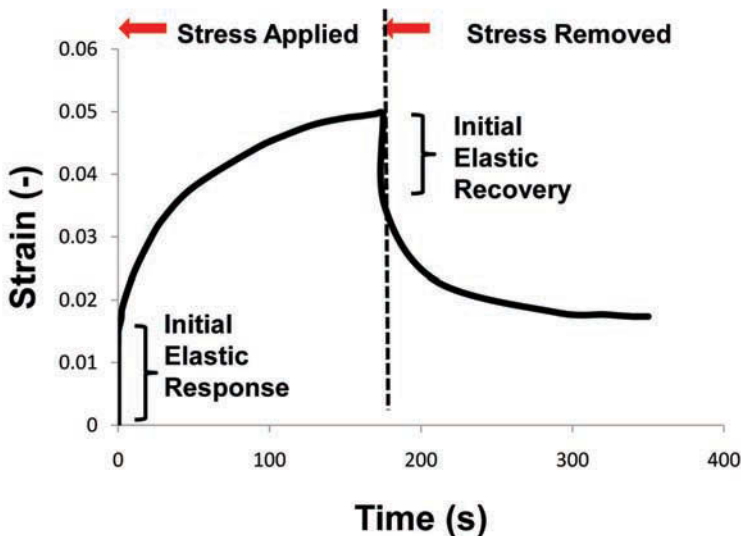 Stress Applied
Stress Removed
0.06
0.05
0.04
0.03
0.02
0.01
0
Strain (-)
Initial
Elastic
Recovery
Initial
Elastic
Response
0
100
200
300
400
Time (s)